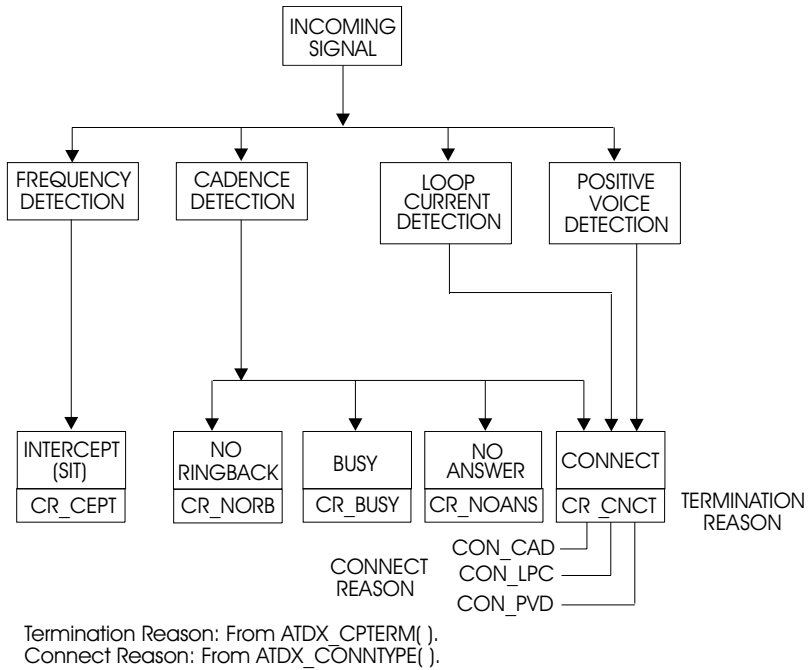 INCOMING
SIGNAL
FREQUENCY
DETECTION
CADENCE
DETECTION
LOOP
CURRENT
DETECTION
POSITIVE
VOICE
DETECTION
INTERCEPT
(SIT)
CR_CEPT
NO
RINGBACK
CR_NORB
BUSY
CR_BUSY
NO
ANSWER
CR_NOANS
CONNECT
CR_CNCT
TERMINATION
REASON
CONNECT
REASON
CON_CAD
CON_LPC
CON_PVD
Termination Reason: From ATDX_CPTERM( ).
Connect Reason: From ATDX_CONNTYPE( ).